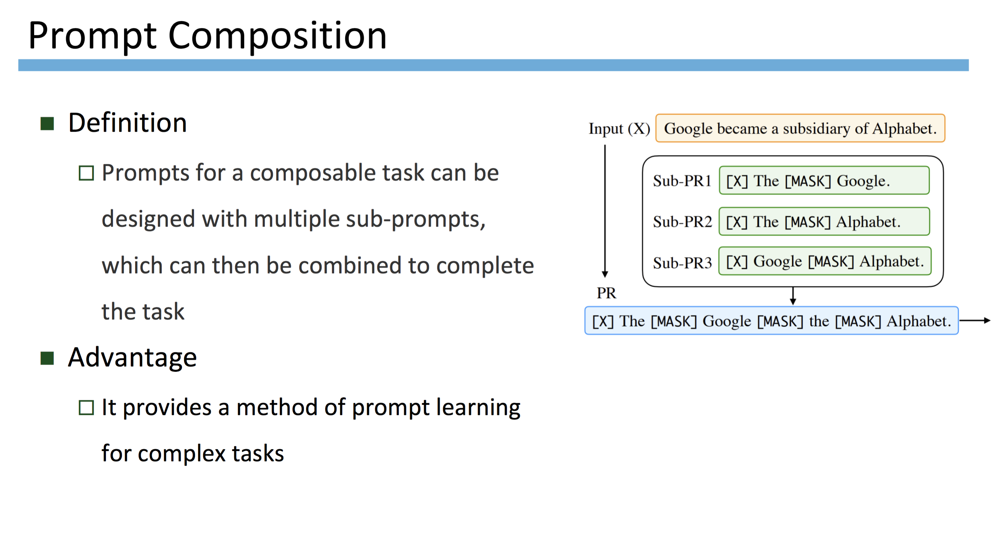 Prompt Composition
Definition
Prompts for a composable task can be
designed with multiple sub-prompts,
which can then be combined to complete
the task
Advantage
It provides a method of prompt learning
for complex tasks
Input (X) Google became a subsidiary of Alphabet.
Sub-PR1 [X] The [MASK] Google.
Sub-PR2 [X] The [MASK] Alphabet.
Sub-PR3 [X] Google [MASK] Alphabet.
PR
[X] The [MASK] Google [MASK] the [MASK] Alphabet.